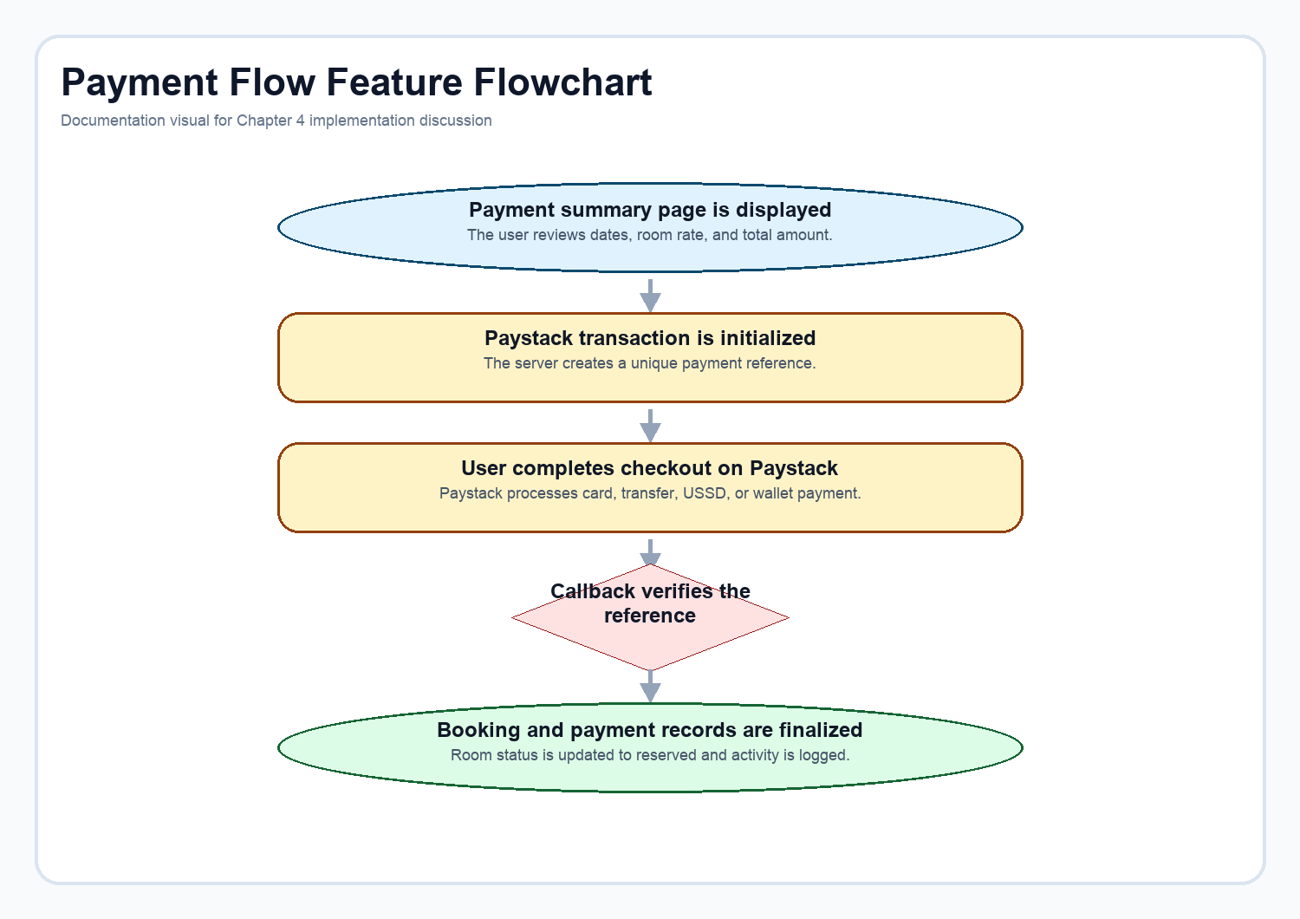 Payment Flow Feature Flowchart
Documentation visual for Chapter 4 implementation discussion
Payment summary page is displayed
The user reviews dates, room rate, and total amount.
Paystack transaction is initialized
The server creates a unique payment reference.
User completes checkout on Paystack
Paystack processes card, transfer, USSD, or wallet payment.
Callback verifies the
reference
Booking and payment records are finalized
Room status is updated to reserved and activity is logged.